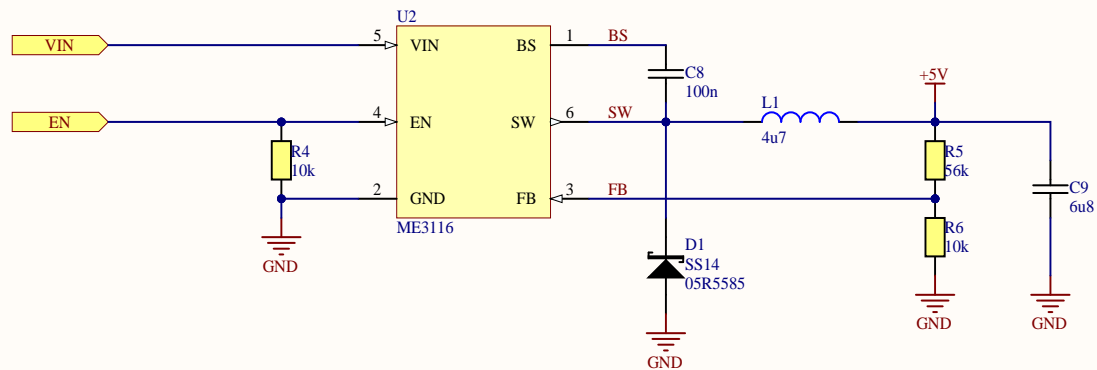 U2
VIN
5
VIN
BS
1
BS
C8
100n
+5V
EN
4
EN
SW
6
SW
L1
4u7
R4
10k
R5
56k
2
GND
FB
3
FB
C9
6u8
ME3116
R6
10k
GND
D1
SS14
05R5585
GND
GND
GND